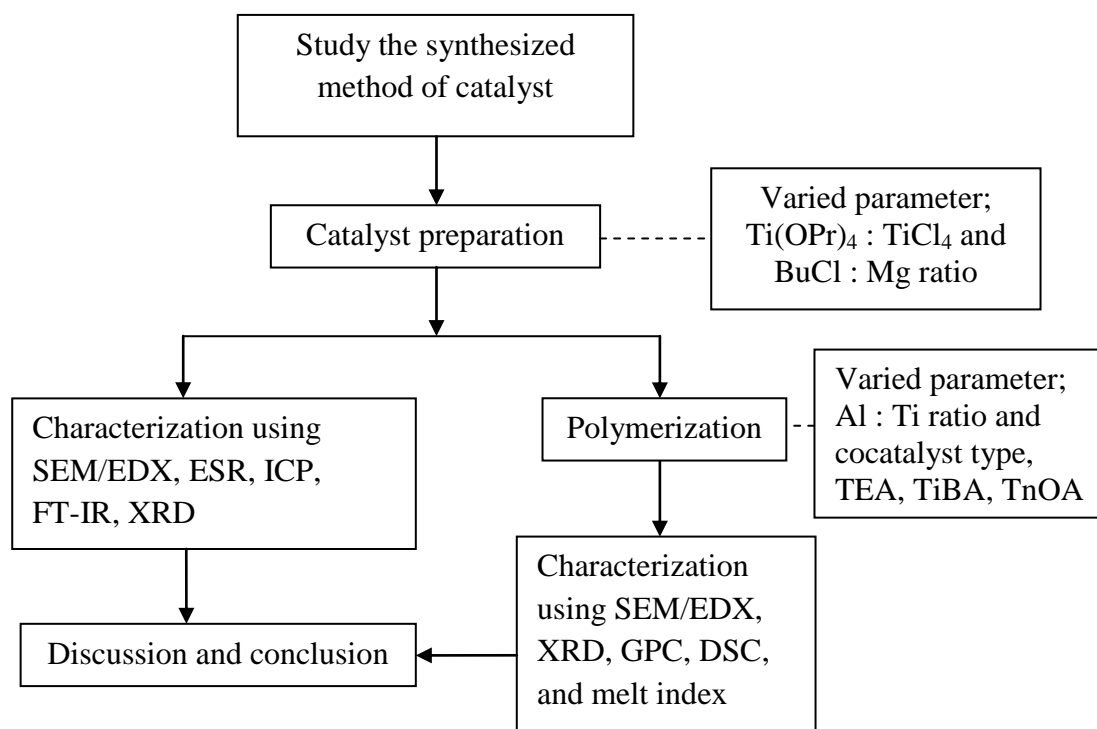 Study the synthesized
method of catalyst
Catalyst preparation
Varied parameter;
Ti(OPr)₄ : TiCl₄ and
BuCl : Mg ratio
Characterization using
SEM/EDX, ESR, ICP,
FT-IR, XRD
Polymerization
Varied parameter;
Al : Ti ratio and
cocatalyst type,
TEA, TiBA, TnOA
Characterization
using SEM/EDX,
XRD, GPC, DSC,
and melt index
Discussion and conclusion